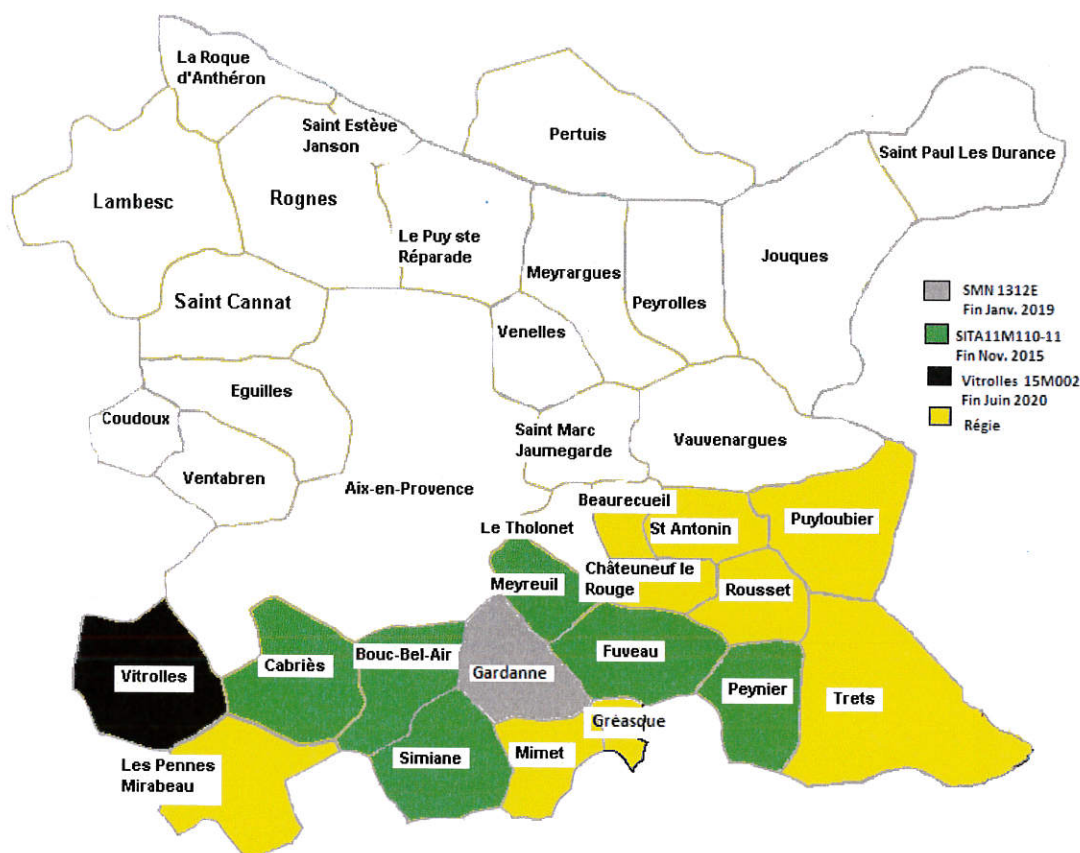 La Roque
d'Anthéron
Saint Estève
Janson
Pertuis
Saint Paul Les Durance
Lambesc
Rognes
Le Puy ste
Réparade
Meyrargues
Peyrolles
Jouques
Saint Cannat
Venelles
SMN 1312E
Fin Janv. 2019
SITA11M110-11
Fin Nov. 2015
Vitrolles 15M002
Fin Juin 2020
Régie
Eguilles
Coudoux
Ventabren
Aix-en-Provence
Saint Marc
Jaumegarde
Vauvenargues
Beaurecueil
Le Tholonet
St Antonin
Puyloubier
Meyreuil
Châteuneuf le
Rouge
Rousset
Vitrolles
Cabriès
Bouc-Bel-Air
Gardanne
Fuveau
Peynier
Trets
Gréasque
Les Pennes
Mirabeau
Simiane
Mimet